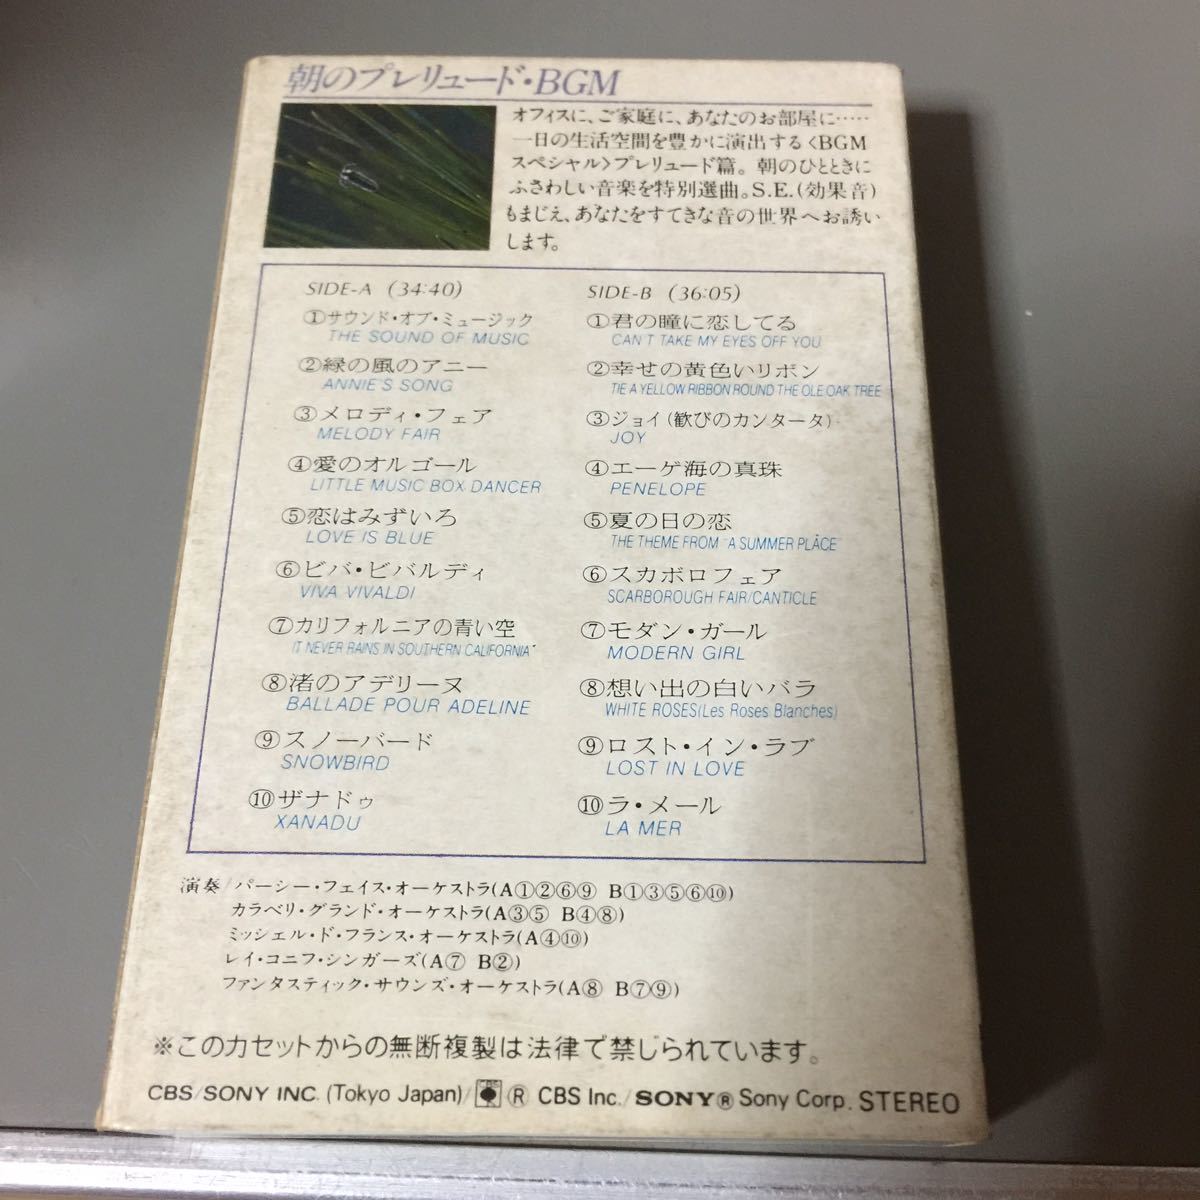 朝のプレリュード・BGM
オフィスに、ご家庭に、あなたのお部屋に……
一日の生活空間を豊かに演出する〈BGM
スペシャル〉プレリュード篇。朝のひとときに
ふさわしい音楽を特別選曲。S.E.(効果音)
もまじえ、あなたをすてきな音の世界へお誘い
します。
SIDE-A (34:40)
①サウンド・オブ・ミュージック
THE SOUND OF MUSIC
②緑の風のアニー
ANNIE'S SONG
③メロディ・フェア
MELODY FAIR
④愛のオルゴール
LITTLE MUSIC BOX DANCER
⑤恋はみずいろ
LOVE IS BLUE
⑥ビバ・ビバルディ
VIVA VIVALDI
⑦カリフォルニアの青い空
IT NEVER RAINS IN SOUTHERN CALIFORNIA"
⑧渚のアデリーヌ
BALLADE POUR ADELINE
⑨スノーバード
SNOWBIRD
⑩ザナドゥ
XANADU
SIDE-B (36:05)
①君の瞳に恋してる
CAN'T TAKE MY EYES OFF YOU
②幸せの黄色いリボン
TIE A YELLOW RIBBON ROUND THE OLE OAK TREE
③ジョイ(歓びのカンタータ)
JOY
④エーゲ海の真珠
PENELOPE
⑤夏の日の恋
THE THEME FROM "A SUMMER PLACE"
⑥スカボロフェア
SCARBOROUGH FAIR/CANTICLE
⑦モダン・ガール
MODERN GIRL
⑧想い出の白いバラ
WHITE ROSES(Les Roses Blanches)
⑨ロスト・イン・ラブ
LOST IN LOVE
⑩ラ・メール
LA MER
演奏/パーシー・フェイス・オーケストラ(A①②⑥⑨ B①③⑤⑥⑩)
カラベリ・グランド・オーケストラ(A③⑤ B④⑧)
ミッシェル・ド・フランス・オーケストラ(A④⑩)
レイ・コニフ・シンガーズ(A⑦ B②)
ファンタスティック・サウンズ・オーケストラ(A⑧ B⑦⑨)
※このカセットからの無断複製は法律で禁じられています。
CBS/SONY INC. (Tokyo Japan)/ CBS ® CBS Inc./SONY® Sony Corp. STEREO